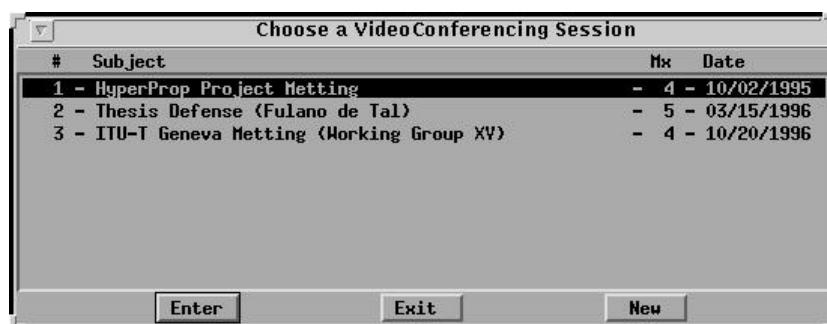 Choose a VideoConferencing Session
# Subject Mx Date
1 - HyperProp Project Metting - 4 - 10/02/1995
2 - Thesis Defense (Fulano de Tal) - 5 - 03/15/1996
3 - ITU-T Geneva Metting (Working Group XV) - 4 - 10/20/1996
Enter Exit New